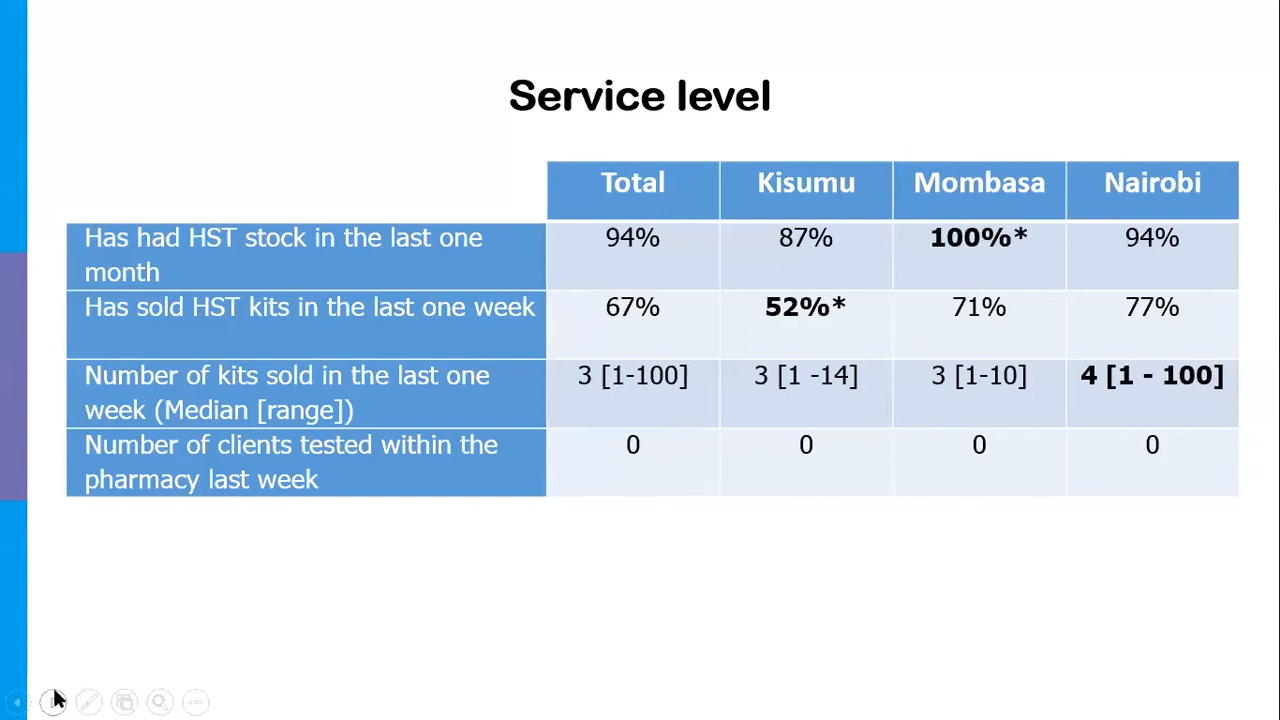 Service level
Total Kisumu Mombasa Nairobi
Has had HST stock in the last one
month
94% 87% 100%* 94%
Has sold HST kits in the last one week
67% 52%* 71% 77%
Number of kits sold in the last one
week (Median [range])
3 [1-100] 3 [1 -14] 3 [1-10] 4 [1 - 100]
Number of clients tested within the
pharmacy last week
0 0 0 0